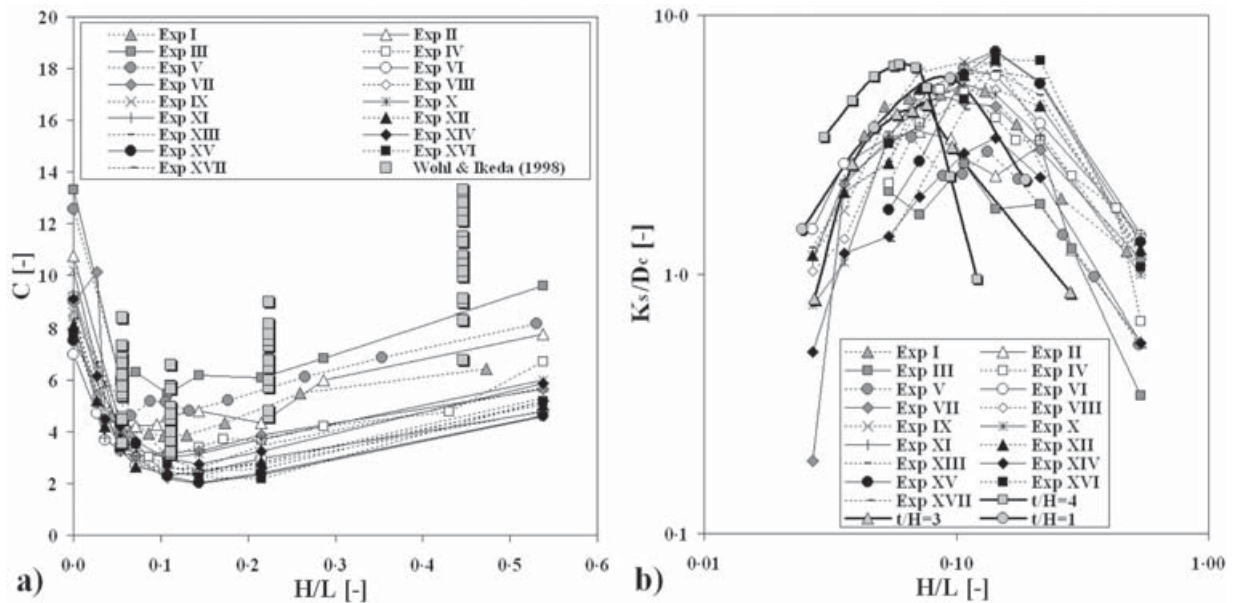 20
18
16
14
12
10
8
6
4
2
0
C [-]
Exp I
Exp II
Exp III
Exp IV
Exp V
Exp VI
Exp VII
Exp VIII
Exp IX
Exp X
Exp XI
Exp XII
Exp XIII
Exp XIV
Exp XV
Exp XVI
Exp XVII
Wohl & Ikeda (1998)
0·0
0·1
0·2
0·3
0·4
0·5
0·6
H/L [-]
a)
10·0
1·0
0·1
Ks/Dc [-]
Exp I
Exp II
Exp III
Exp IV
Exp V
Exp VI
Exp VII
Exp VIII
Exp IX
Exp X
Exp XI
Exp XII
Exp XIII
Exp XIV
Exp XV
Exp XVI
Exp XVII
t/H=4
t/H=3
t/H=1
0·01
0·10
1·00
H/L [-]
b)